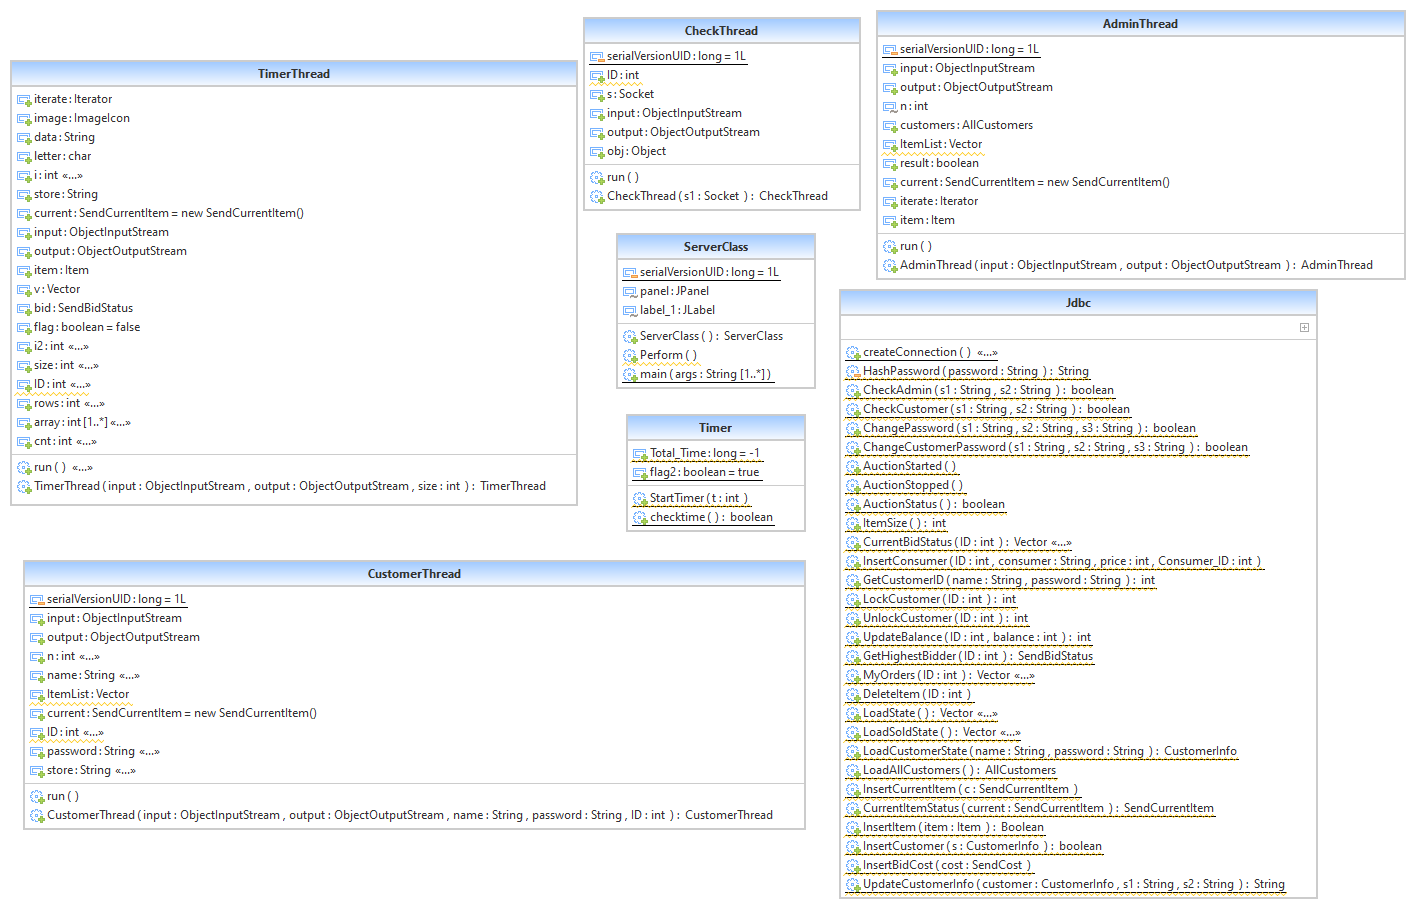 TimerThread
iterate : Iterator
image : ImageIcon
data : String
letter : char
i : int «...»
store : String
current : SendCurrentItem = new SendCurrentItem()
input : ObjectInputStream
output : ObjectOutputStream
item : Item
v : Vector
bid : SendBidStatus
flag : boolean = false
i2 : int «...»
size : int «...»
ID : int «...»
rows : int «...»
array : int [1..*] «...»
cnt : int «...»
run ( ) «...»
TimerThread ( input : ObjectInputStream , output : ObjectOutputStream , size : int ) : TimerThread
CheckThread
serialVersionUID : long = 1L
ID : int
s : Socket
input : ObjectInputStream
output : ObjectOutputStream
obj : Object
run ( )
CheckThread ( s1 : Socket ) : CheckThread
AdminThread
serialVersionUID : long = 1L
input : ObjectInputStream
output : ObjectOutputStream
n : int
customers : AllCustomers
ItemList : Vector
result : boolean
current : SendCurrentItem = new SendCurrentItem()
iterate : Iterator
item : Item
run ( )
AdminThread ( input : ObjectInputStream , output : ObjectOutputStream ) : AdminThread
ServerClass
serialVersionUID : long = 1L
panel : JPanel
label_1 : JLabel
ServerClass ( ) : ServerClass
Perform ( )
main ( args : String [1..*] )
Timer
Total_Time : long = -1
flag2 : boolean = true
StartTimer ( t : int )
checktime ( ) : boolean
Jdbc
createConnection ( ) «...»
HashPassword ( password : String ) : String
CheckAdmin ( s1 : String , s2 : String ) : boolean
CheckCustomer ( s1 : String , s2 : String ) : boolean
ChangePassword ( s1 : String , s2 : String , s3 : String ) : boolean
ChangeCustomerPassword ( s1 : String , s2 : String , s3 : String ) : boolean
AuctionStarted ( )
AuctionStopped ( )
AuctionStatus ( ) : boolean
ItemSize ( ) : int
CurrentBidStatus ( ID : int ) : Vector «...»
InsertConsumer ( ID : int , consumer : String , price : int , Consumer_ID : int )
GetCustomerID ( name : String , password : String ) : int
LockCustomer ( ID : int ) : int
UnlockCustomer ( ID : int ) : int
UpdateBalance ( ID : int , balance : int ) : int
GetHighestBidder ( ID : int ) : SendBidStatus
MyOrders ( ID : int ) : Vector «...»
DeleteItem ( ID : int )
LoadState ( ) : Vector «...»
LoadSoldState ( ) : Vector «...»
LoadCustomerState ( name : String , password : String ) : CustomerInfo
LoadAllCustomers ( ) : AllCustomers
InsertCurrentItem ( c : SendCurrentItem )
CurrentItemStatus ( current : SendCurrentItem ) : SendCurrentItem
InsertItem ( item : Item ) : Boolean
InsertCustomer ( s : CustomerInfo ) : boolean
InsertBidCost ( cost : SendCost )
UpdateCustomerInfo ( customer : CustomerInfo , s1 : String , s2 : String ) : String
CustomerThread
serialVersionUID : long = 1L
input : ObjectInputStream
output : ObjectOutputStream
n : int «...»
name : String «...»
ItemList : Vector
current : SendCurrentItem = new SendCurrentItem()
ID : int «...»
password : String «...»
store : String «...»
run ( )
CustomerThread ( input : ObjectInputStream , output : ObjectOutputStream , name : String , password : String , ID : int ) : CustomerThread